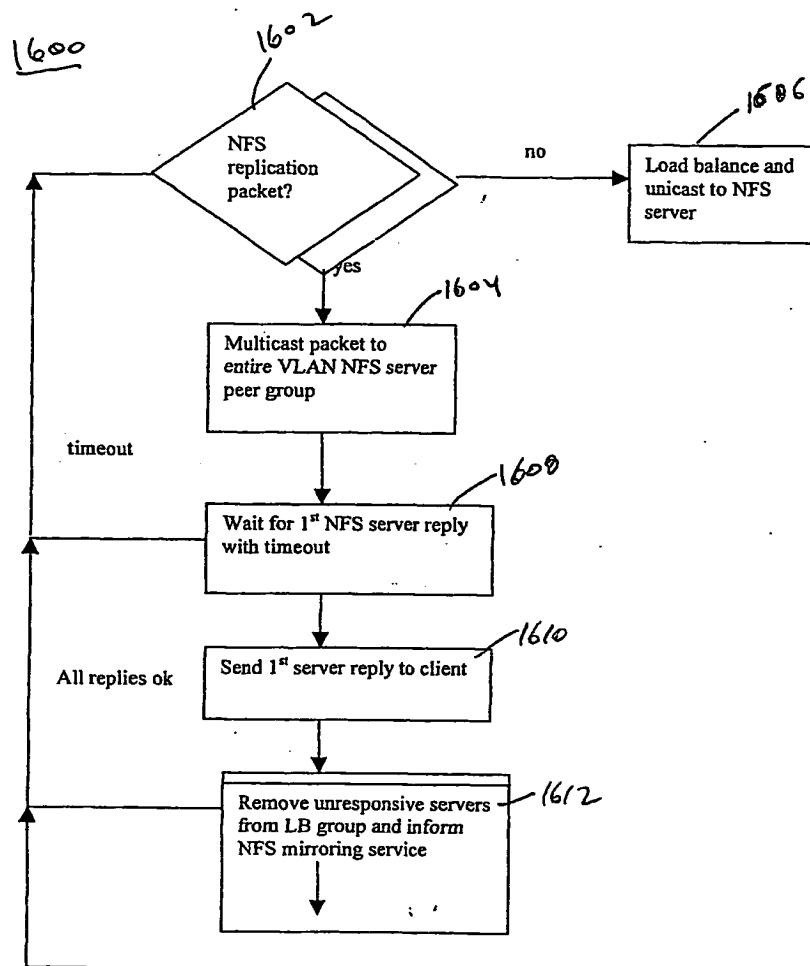 1600
1602
NFS
replication
packet?
no
Load balance and
unicast to NFS
server
yes
1604
Multicast packet to
entire VLAN NFS server
peer group
timeout
1608
Wait for 1st NFS server reply
with timeout
1610
Send 1st server reply to client
All replies ok
1612
Remove unresponsive servers
from LB group and inform
NFS mirroring service